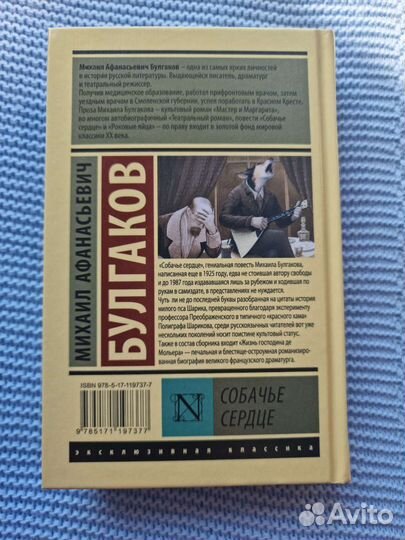 Михаил Афанасьевич Булгаков – одна из самых ярких личностей
в истории русской литературы. Выдающийся писатель, драматург
и театральный режиссер.
Получив медицинское образование, работал прифронтовым врачом, затем
уездным врачом в Смоленской губернии, успел поработать в Красном Кресте.
Проза Михаила Булгакова – культовый роман «Мастер и Маргарита»,
во многом автобиографичный «Театральный роман», повести «Собачье
сердце» и «Роковые яйца» — по праву входит в золотой фонд мировой
классики XX века.
МИХАИЛ АФАНАСЬЕВИЧ
БУЛГАКОВ
«Собачье сердце», гениальная повесть Михаила Булгакова,
написанная еще в 1925 году, едва не стоившая автору свободы
и до 1987 года издававшаяся лишь за рубежом и ходившая по
рукам в самиздате, в представлениях не нуждается.
Чуть ли не до последней буквы разобранная на цитаты история
милого пса Шарика, превращенного благодаря эксперименту
профессора Преображенского в типичного «красного хама»
Полиграфа Шарикова, среди русскоязычных читателей вот уже
несколько поколений носит поистине культовый статус.
Также в состав сборника входит «Жизнь господина де
Мольера» — печальная и блестяще-остроумная романизиро-
ванная биография великого французского драматурга.
ISBN 978-5-17-119737-7
9 785171 197377
N
СОБАЧЬЕ
СЕРДЦЕ
эксклюзивная классика
Avito